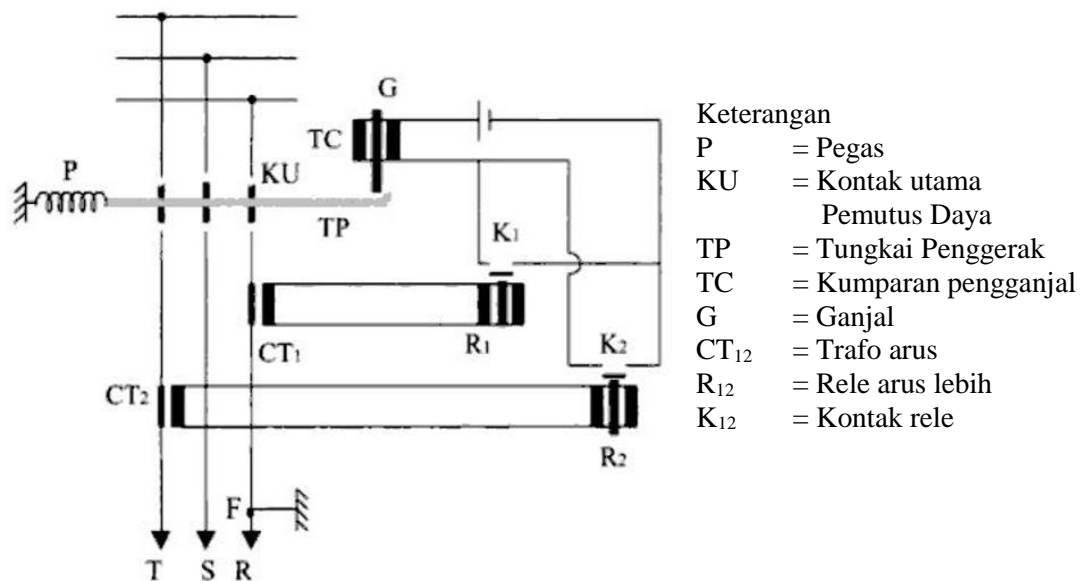 G
TC
P
KU
TP
K₁
CT₁
R₁
K₂
CT₂
R₂
F
T S R
Keterangan
P = Pegas
KU = Kontak utama
Pemutus Daya
TP = Tungkai Penggerak
TC = Kumparan pengganjal
G = Ganjal
CT₁₂ = Trafo arus
R₁₂ = Rele arus lebih
K₁₂ = Kontak rele